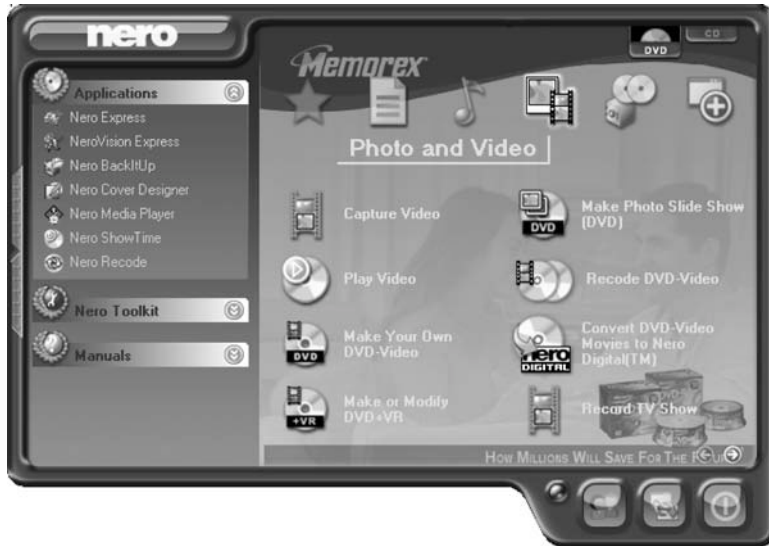 nero
Applications
Nero Express
NeroVision Express
Nero BackItUp
Nero Cover Designer
Nero Media Player
Nero ShowTime
Nero Recode
Nero Toolkit
Manuals
Memorex
DVD
CD
Photo and Video
Capture Video
Play Video
DVD
Make Your Own
DVD-Video
+VR
Make or Modify
DVD+VR
DVD
Make Photo Slide Show
(DVD)
Recode DVD-Video
nero
DIGITAL
Convert DVD-Video
Movies to Nero
Digital(TM)
Record TV Show
HOW MILLIONS WILL SAVE FOR THE